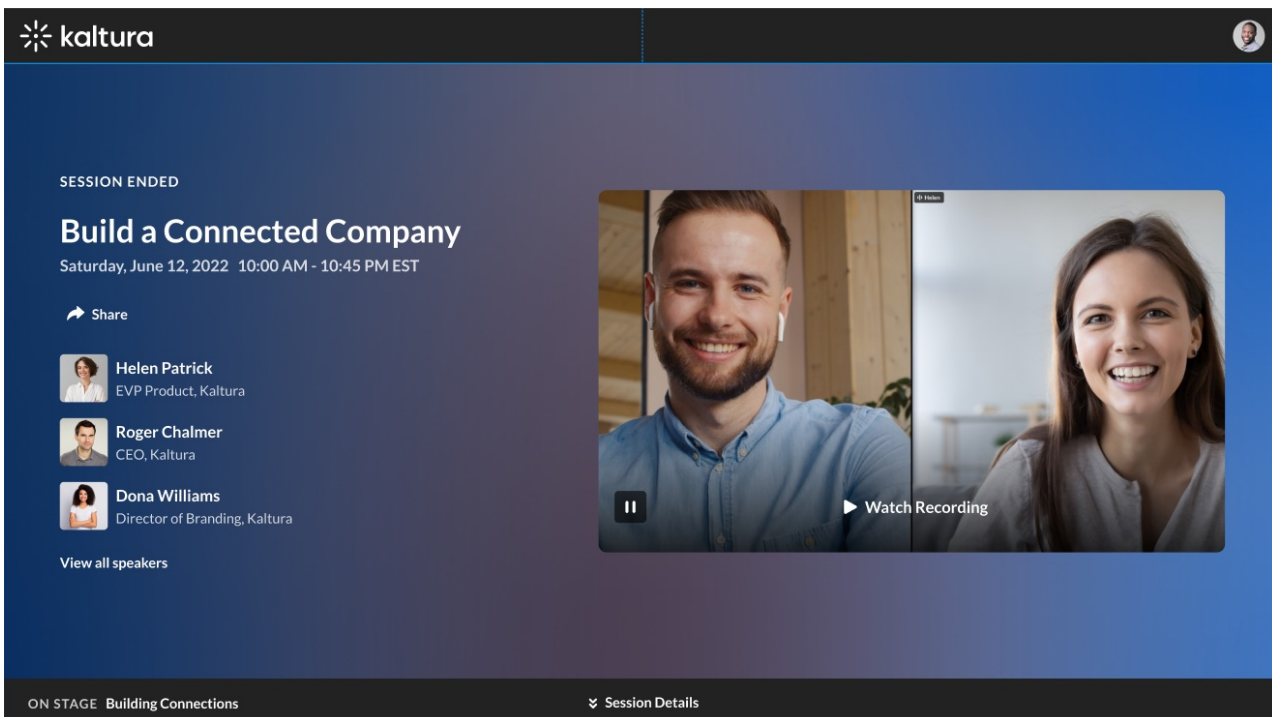 kaltura
SESSION ENDED
Build a Connected Company
Saturday, June 12, 2022 10:00 AM - 10:45 PM EST
Share
Helen Patrick
EVP Product, Kaltura
Roger Chalmer
CEO, Kaltura
Dona Williams
Director of Branding, Kaltura
View all speakers
Helen
Watch Recording
ON STAGE Building Connections
Session Details